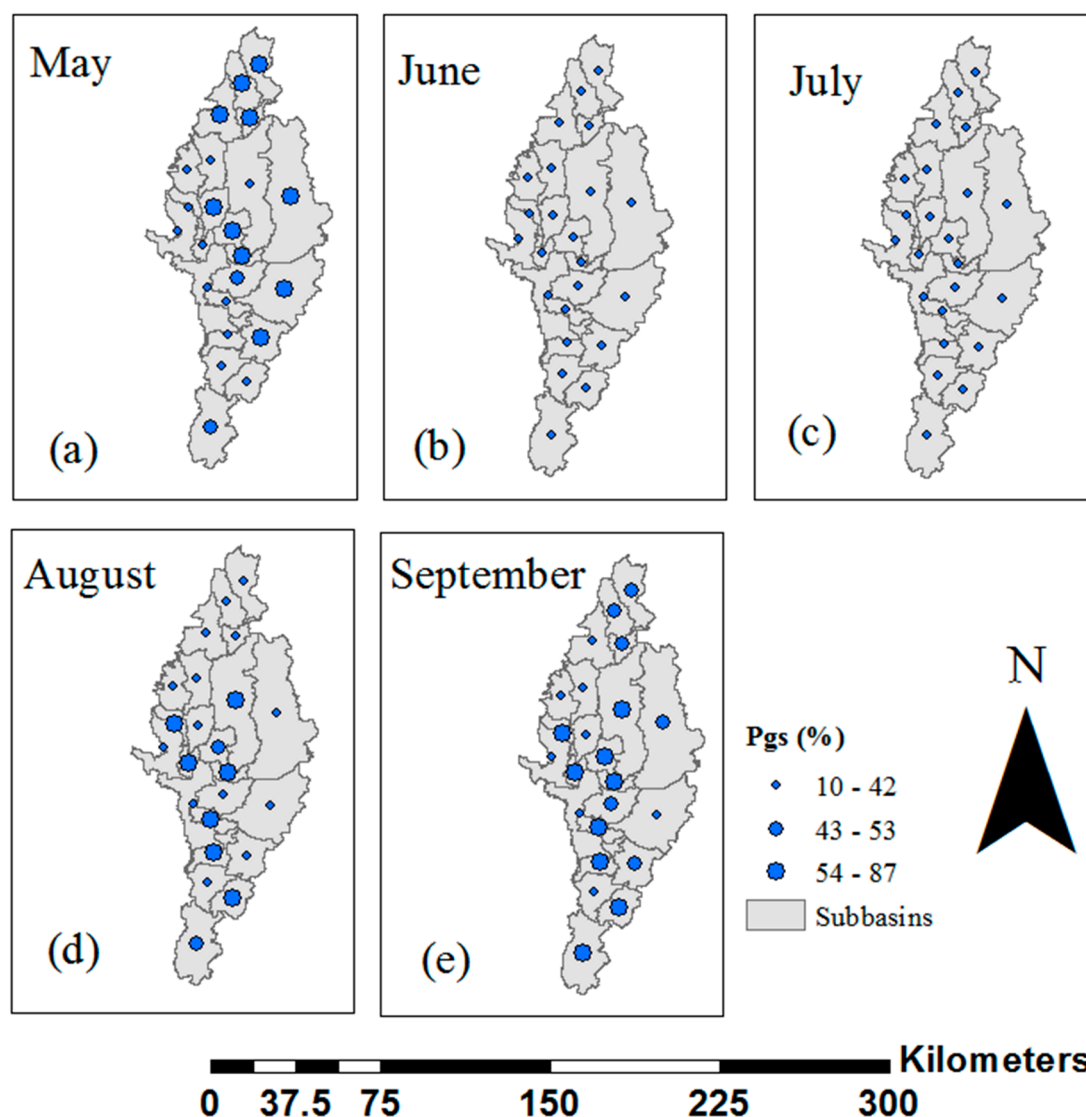 May
(a)
June
(b)
July
(c)
August
(d)
September
(e)
N
Pgs (%)
10 - 42
43 - 53
54 - 87
Subbasins
Kilometers
0 37.5 75 150 225 300